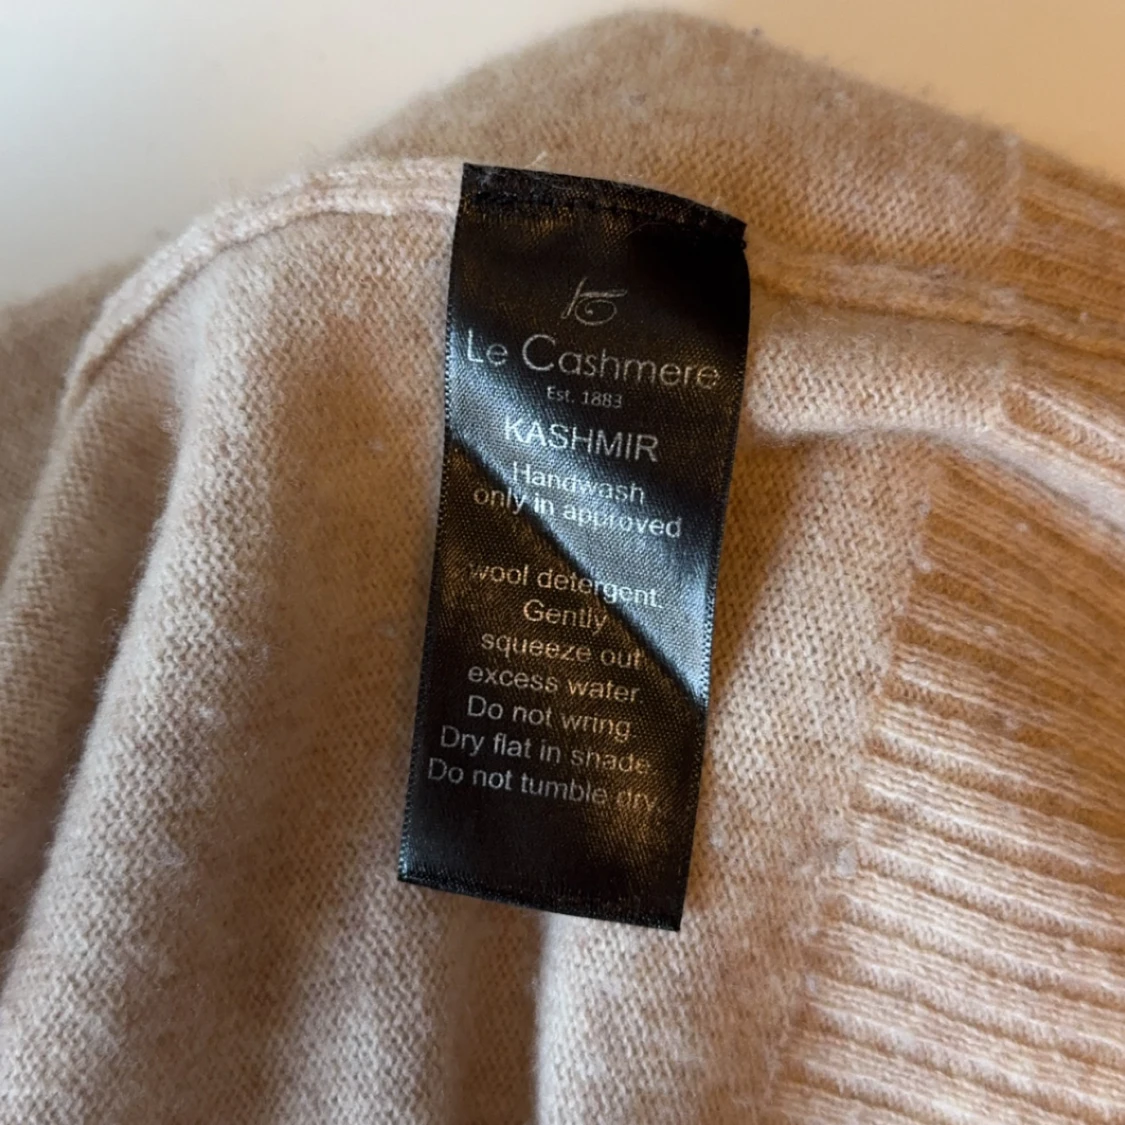 Le Cashmere
Est. 1883
KASHMIR
Handwash
only in approved
wool detergent.
Gently
squeeze out
excess water
Do not wring.
Dry flat in shade.
Do not tumble dry.